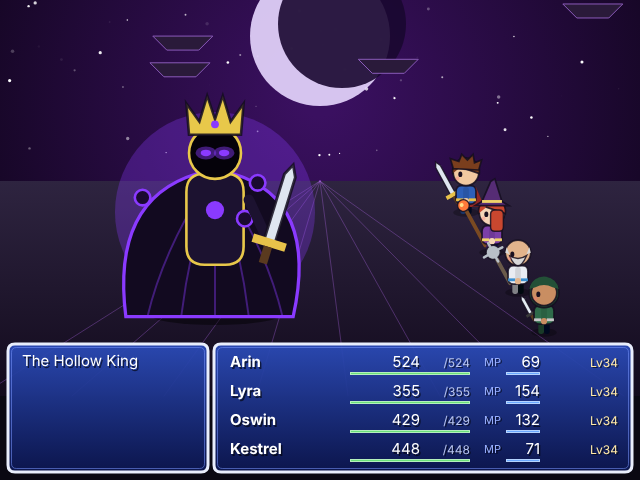 The Hollow King
Arin 524 /524 MP 69 Lv34
Lyra 355 /355 MP 154 Lv34
Oswin 429 /429 MP 132 Lv34
Kestrel 448 /448 MP 71 Lv34